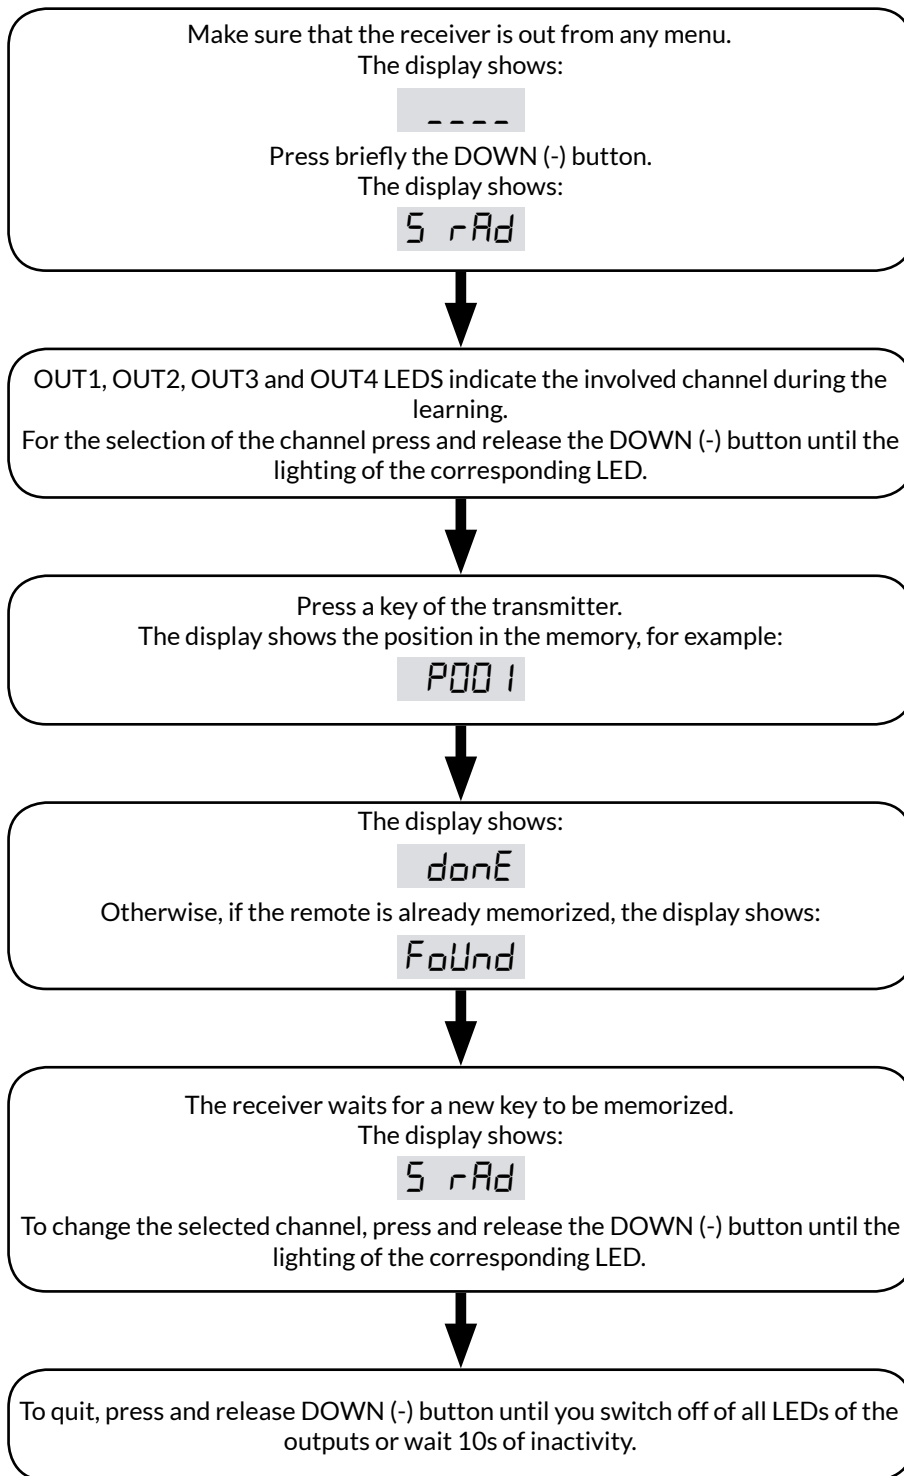 Make sure that the receiver is out from any menu.
The display shows:
_ _ _ _
Press briefly the DOWN (-) button.
The display shows:
S rAd
OUT1, OUT2, OUT3 and OUT4 LEDS indicate the involved channel during the
learning.
For the selection of the channel press and release the DOWN (-) button until the
lighting of the corresponding LED.
Press a key of the transmitter.
The display shows the position in the memory, for example:
P001
The display shows:
donE
Otherwise, if the remote is already memorized, the display shows:
FoUnd
The receiver waits for a new key to be memorized.
The display shows:
S rAd
To change the selected channel, press and release the DOWN (-) button until the
lighting of the corresponding LED.
To quit, press and release DOWN (-) button until you switch off of all LEDs of the
outputs or wait 10s of inactivity.